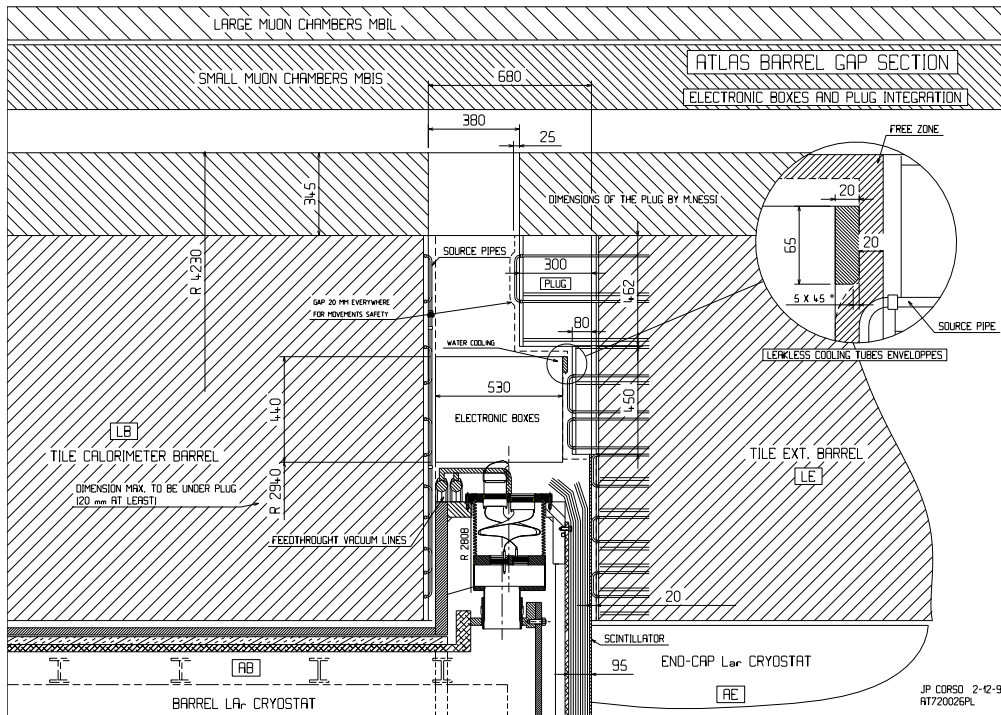 LARGE MUON CHAMBERS MBIL
SMALL MUON CHAMBERS MBIS
680
ATLAS BARREL GAP SECTION
ELECTRONIC BOXES AND PLUG INTEGRATION
380
25
FREE ZONE
345
DIMENSIONS OF THE PLUG BY M.NESSI
20
65
20
R 4230
SOURCE PIPES
300
PLUG
462
GAP 20 MM EVERYWHERE
FOR MOVEMENTS SAFETY
80
5 X 45 °
SOURCE PIPE
WATER COOLING
LEAKLESS COOLING TUBES ENVELOPPES
530
440
450
ELECTRONIC BOXES
LB
TILE CALORIMETER BARREL
TILE EXT. BARREL
LE
R 2940
DIMENSION MAX. TO BE UNDER PLUG
(20 mm AT LEAST)
FEEDTHROUGHT VACUUM LINES
R 2808
20
SCINTILLATOR
95
END-CAP LAr CRYOSTAT
AB
AE
BARREL LAr CRYOSTAT
JP CORSO 2-12-9
AT720026PL